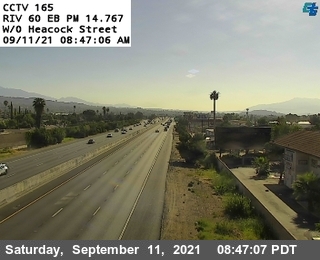 CCTV 165
RIV 60 EB PM 14.767
W/O Heacock Street
09/11/21 08:47:06 AM
Saturday, September 11, 2021 08:47:07 PDT